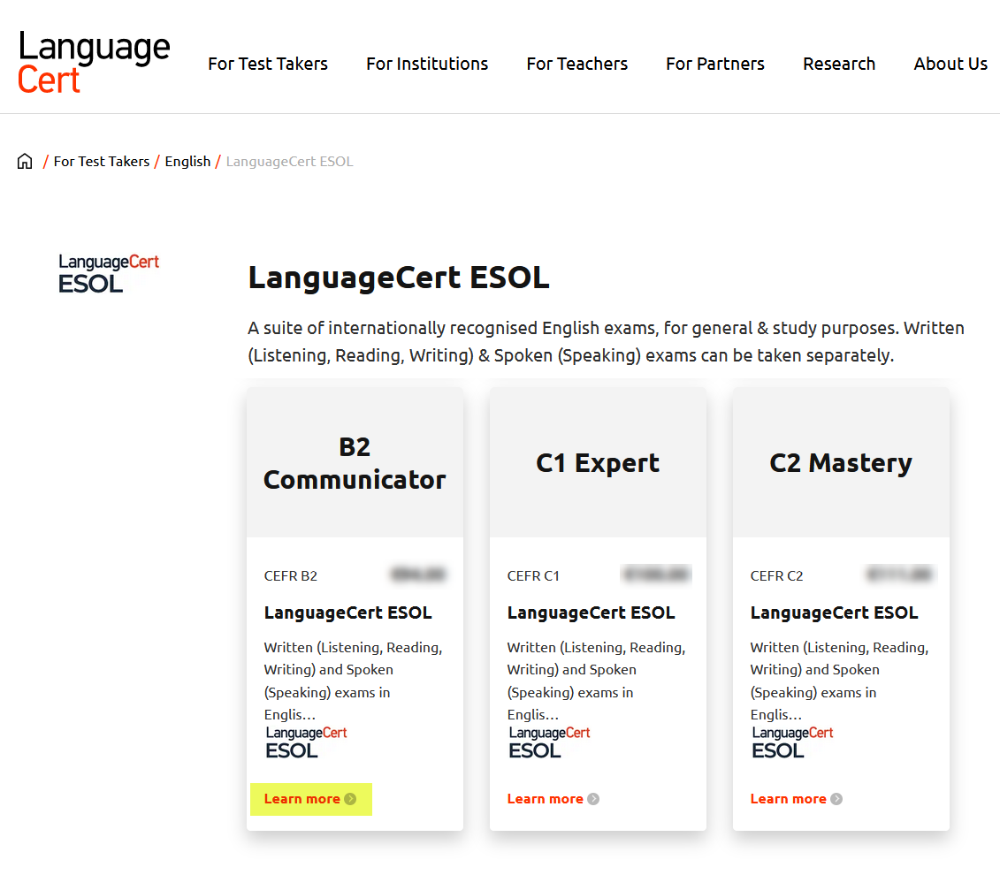 Language
Cert
For Test Takers For Institutions For Teachers For Partners Research About Us
/ For Test Takers / English / LanguageCert ESOL
LanguageCert
ESOL
LanguageCert ESOL
A suite of internationally recognised English exams, for general & study purposes. Written
(Listening, Reading, Writing) & Spoken (Speaking) exams can be taken separately.
B2
Communicator
CEFR B2
LanguageCert ESOL
Written (Listening, Reading,
Writing) and Spoken
(Speaking) exams in
Englis…
LanguageCert
ESOL
Learn more
C1 Expert
CEFR C1
LanguageCert ESOL
Written (Listening, Reading,
Writing) and Spoken
(Speaking) exams in
Englis…
LanguageCert
ESOL
Learn more
C2 Mastery
CEFR C2
LanguageCert ESOL
Written (Listening, Reading,
Writing) and Spoken
(Speaking) exams in
Englis…
LanguageCert
ESOL
Learn more